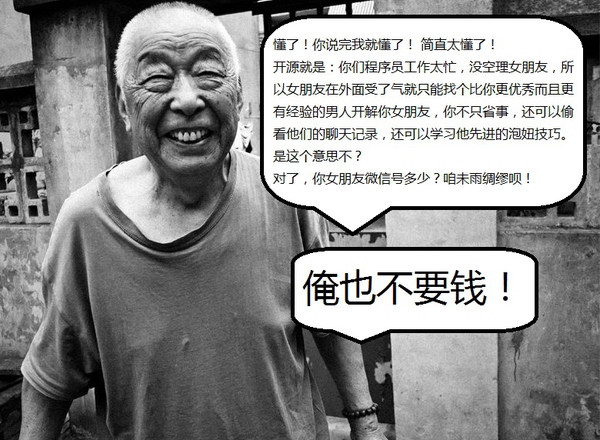 懂了！你说完我就懂了！ 简直太懂了！
开源就是：你们程序员工作太忙，没空理女朋友，所
以女朋友在外面受了气就只能找个比你更优秀而且更
有经验的男人开解你女朋友，你不只省事，还可以偷
看他们的聊天记录，还可以学习他先进的泡妞技巧。
是这个意思不？
对了，你女朋友微信号多少？咱未雨绸缪呗！
俺也不要钱！